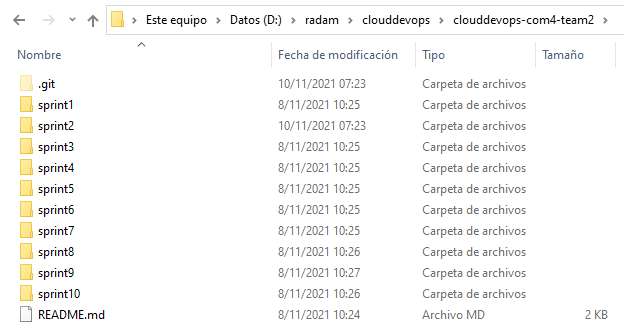 Este equipo > Datos (D:) > radam > clouddevops > clouddevops-com4-team2 >
Nombre Fecha de modificación Tipo Tamaño
.git 10/11/2021 07:23 Carpeta de archivos
sprint1 8/11/2021 10:25 Carpeta de archivos
sprint2 10/11/2021 07:23 Carpeta de archivos
sprint3 8/11/2021 10:25 Carpeta de archivos
sprint4 8/11/2021 10:25 Carpeta de archivos
sprint5 8/11/2021 10:25 Carpeta de archivos
sprint6 8/11/2021 10:25 Carpeta de archivos
sprint7 8/11/2021 10:25 Carpeta de archivos
sprint8 8/11/2021 10:26 Carpeta de archivos
sprint9 8/11/2021 10:27 Carpeta de archivos
sprint10 8/11/2021 10:26 Carpeta de archivos
README.md 8/11/2021 10:24 Archivo MD 2 KB